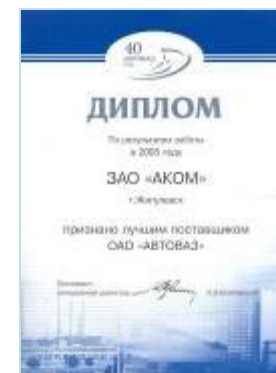 40
ДИПЛОМ
По результатам работы
в 2005 году
ЗАО «АКОМ»
г.Жигулевск
признано лучшим поставщиком
ОАО «АВТОВАЗ»